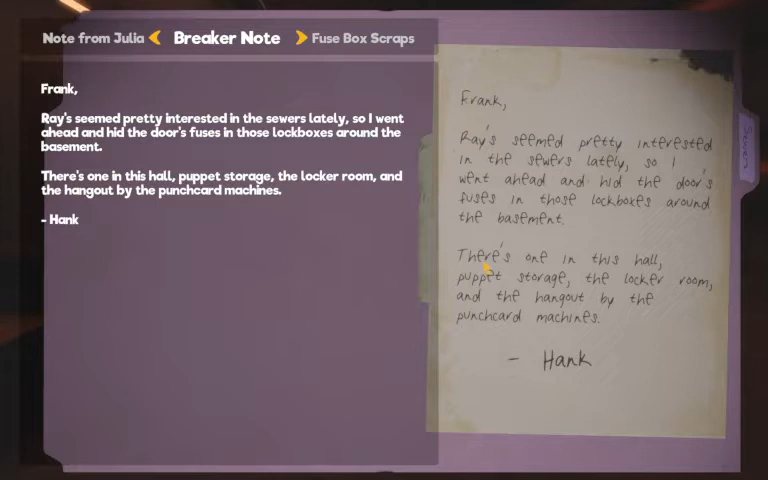 Note from Julia
Breaker Note
Fuse Box Scraps
Frank,
Ray's seemed pretty interested in the sewers lately, so I went
ahead and hid the door's fuses in those lockboxes around the
basement.
There's one in this hall, puppet storage, the locker room, and
the hangout by the punchcard machines.
- Hank
Frank,
Ray's seemed pretty interested
in the sewers lately, so I
went ahead and hid the door's
fuses in those lockboxes around
the basement.
There's one in this hall,
puppet storage, the locker room,
and the hangout by the
punchcard machines.
- Hank
Sewer